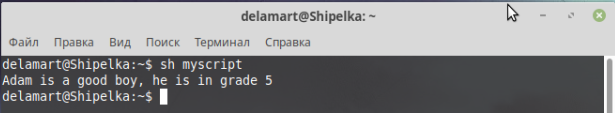 delamart@Shipelka: ~
Файл Правка Вид Поиск Терминал Справка
delamart@Shipelka:~$ sh myscript
Adam is a good boy, he is in grade 5
delamart@Shipelka:~$